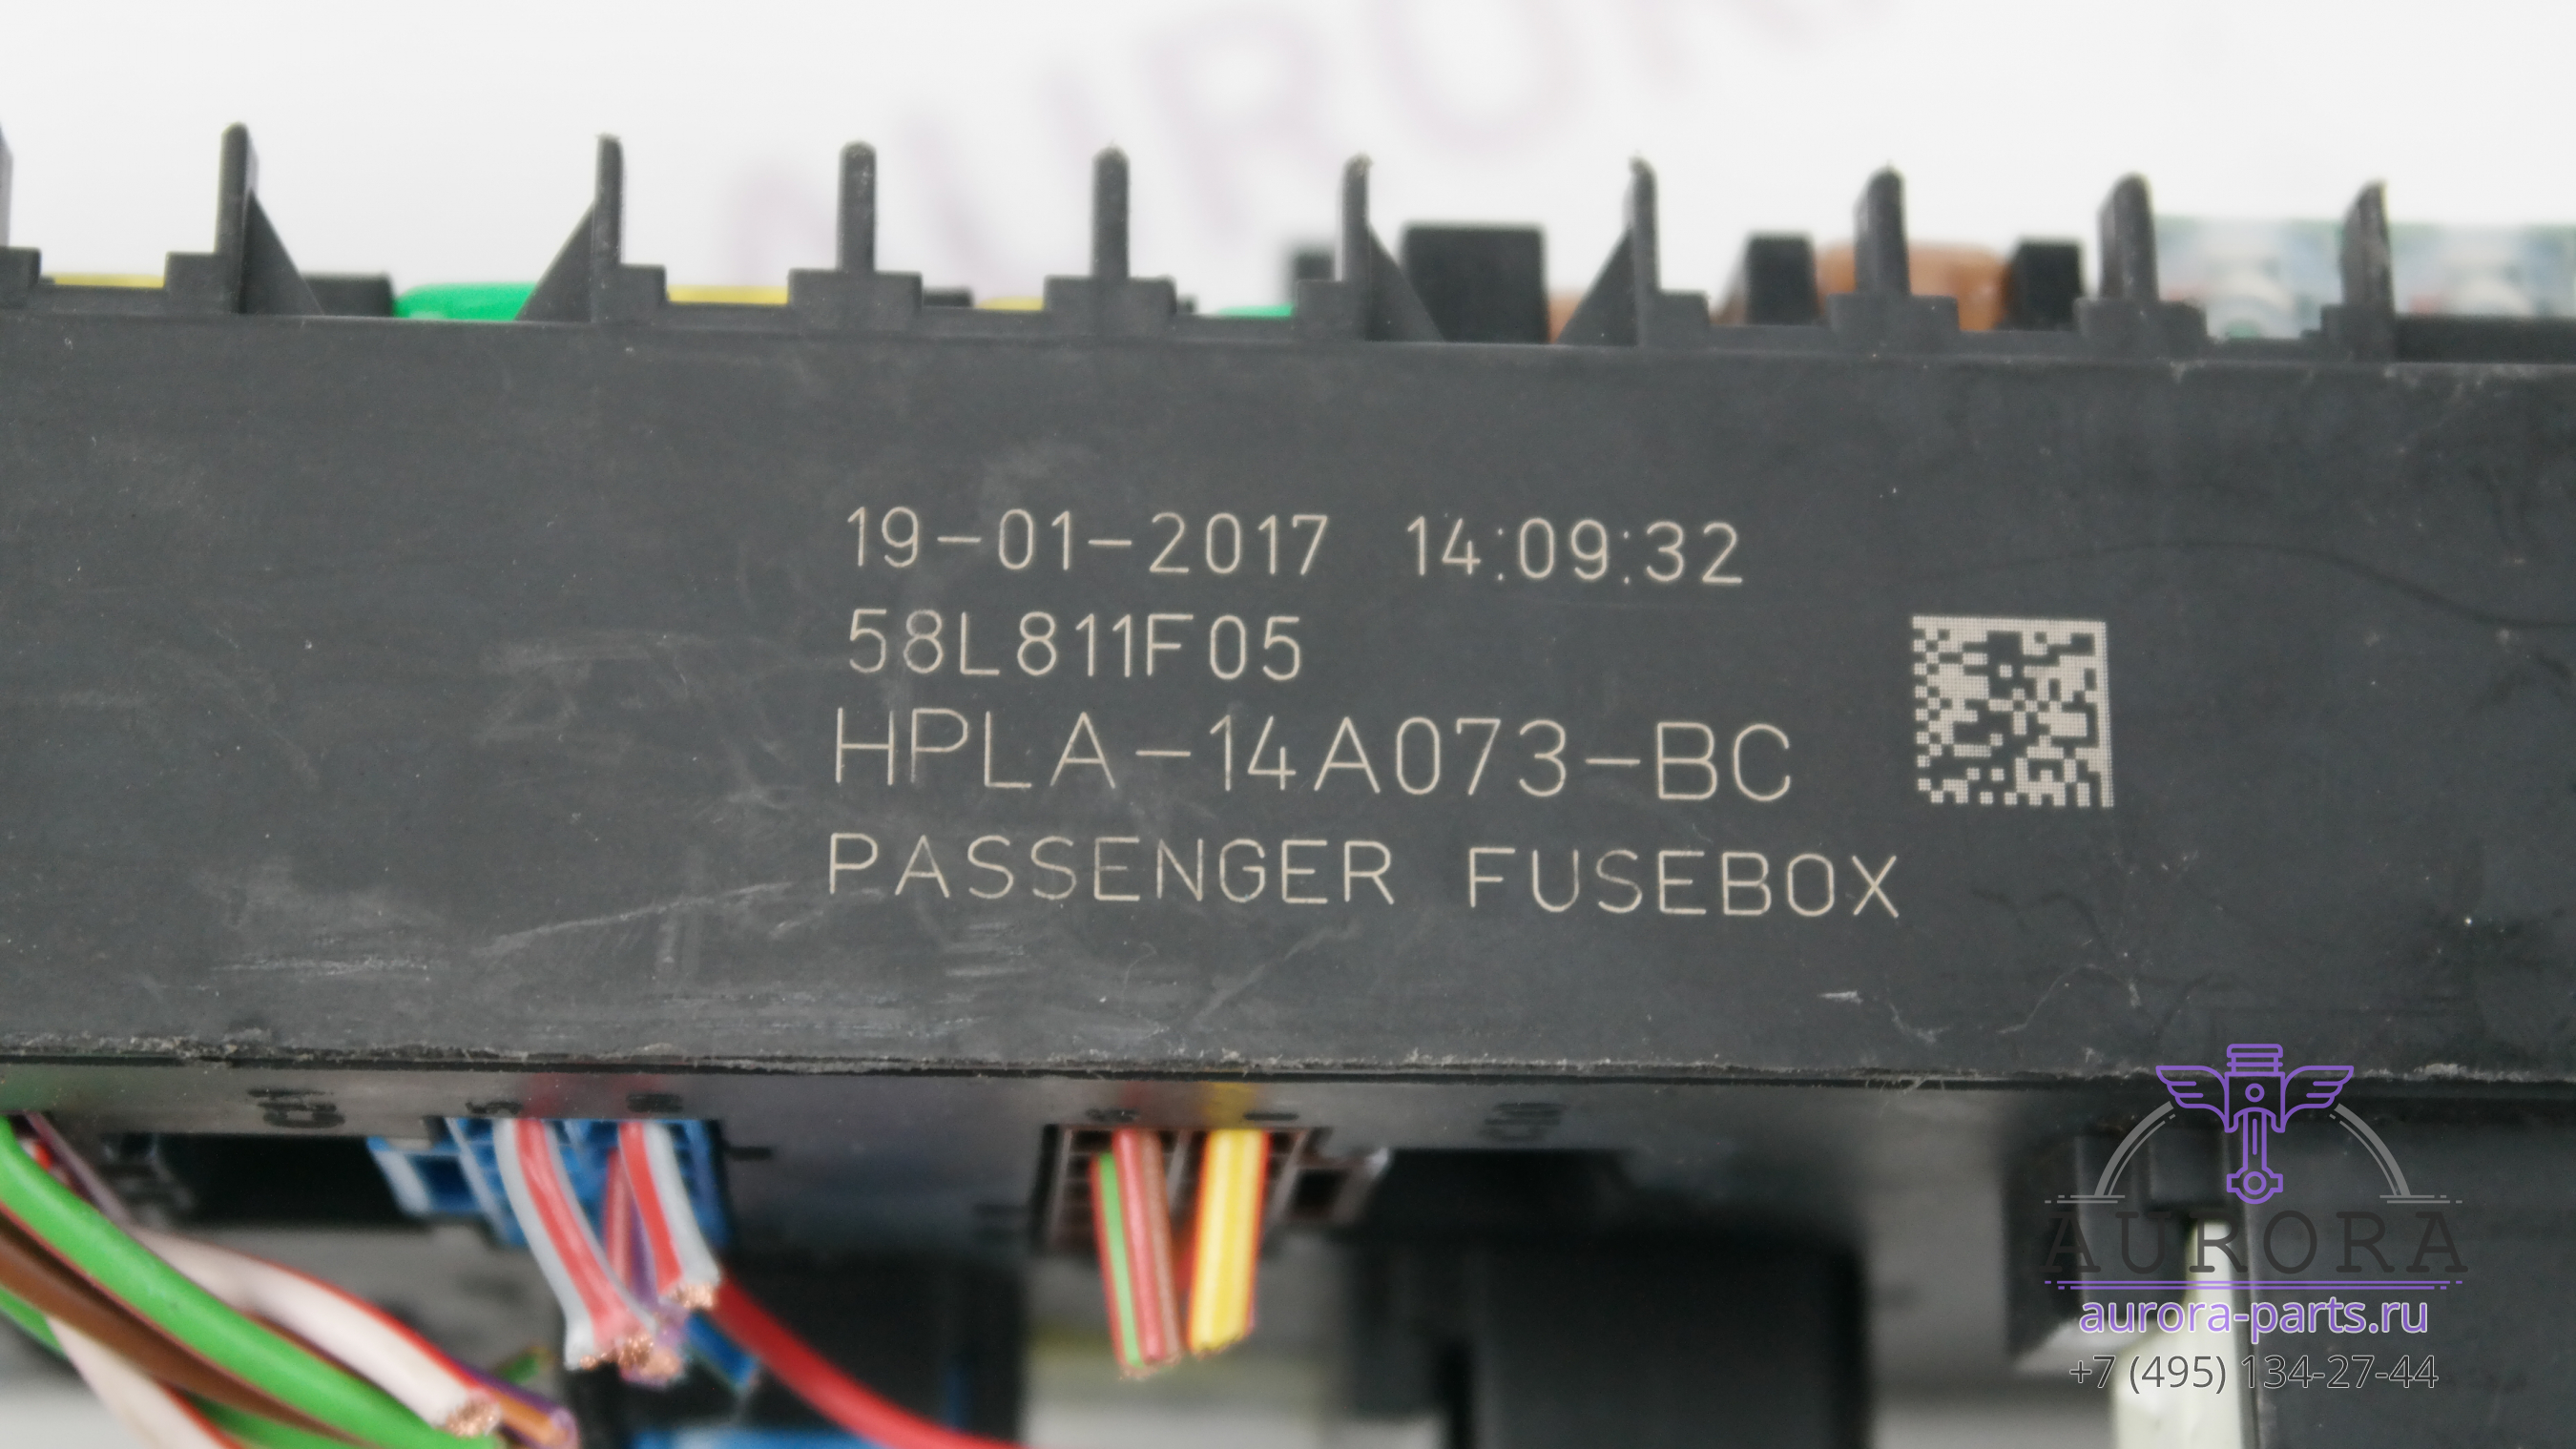 19-01-2017 14:09:32
58L811F05
HPLA-14A073-BC
PASSENGER FUSEBOX
AURORA
aurora-parts.ru
+7 (495) 134-27-44